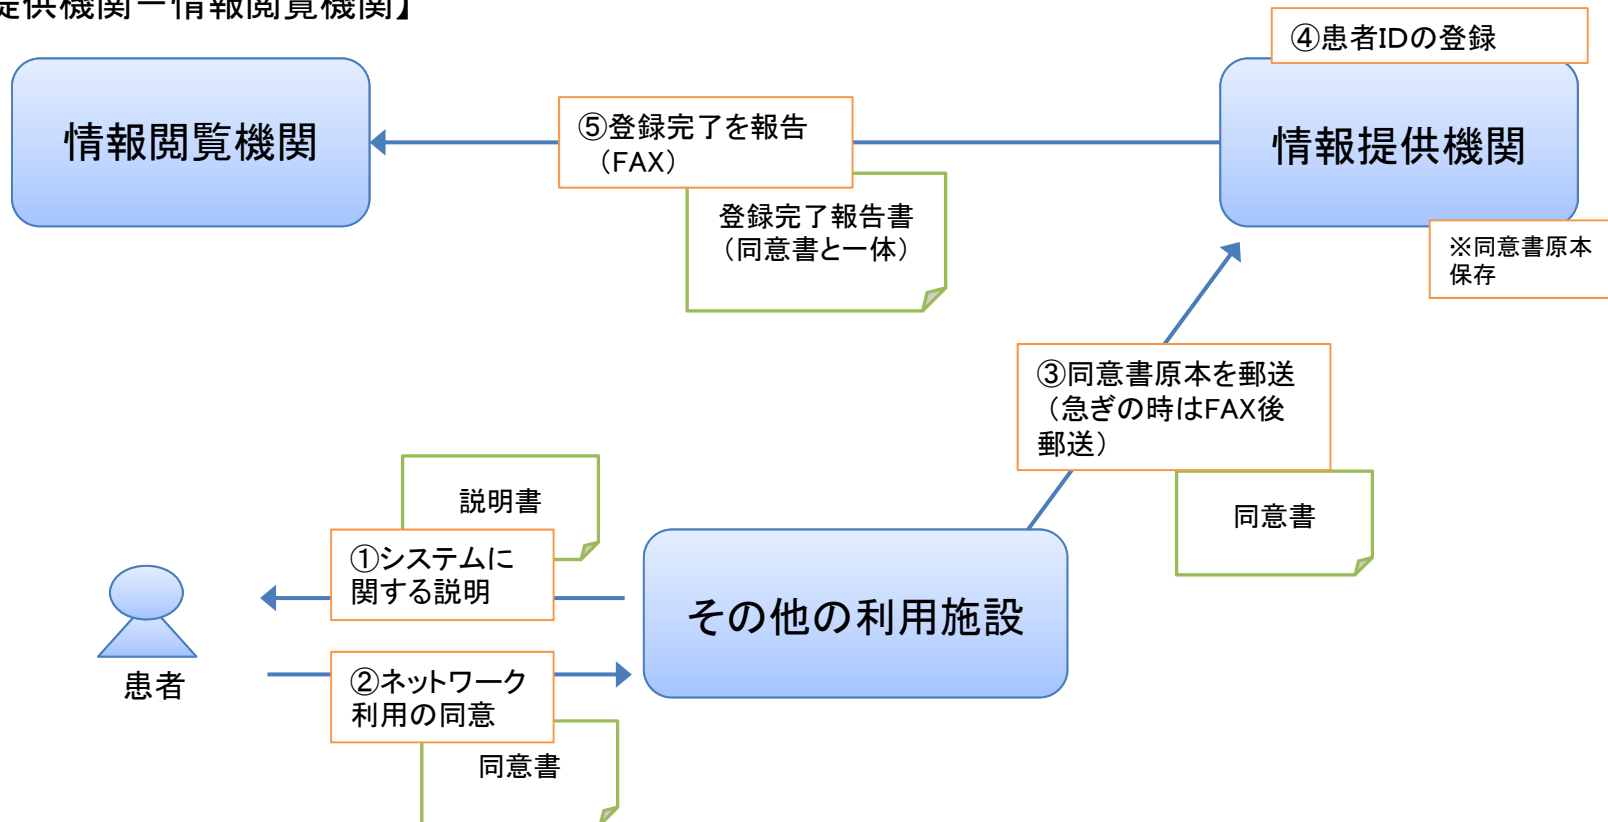 提供機関－情報閲覧機関】
④患者IDの登録
情報閲覧機関
⑤登録完了を報告
（FAX）
情報提供機関
登録完了報告書
（同意書と一体）
※同意書原本
保存
③同意書原本を郵送
（急ぎの時はFAX後
郵送）
同意書
説明書
①システムに
関する説明
その他の利用施設
患者
②ネットワーク
利用の同意
同意書